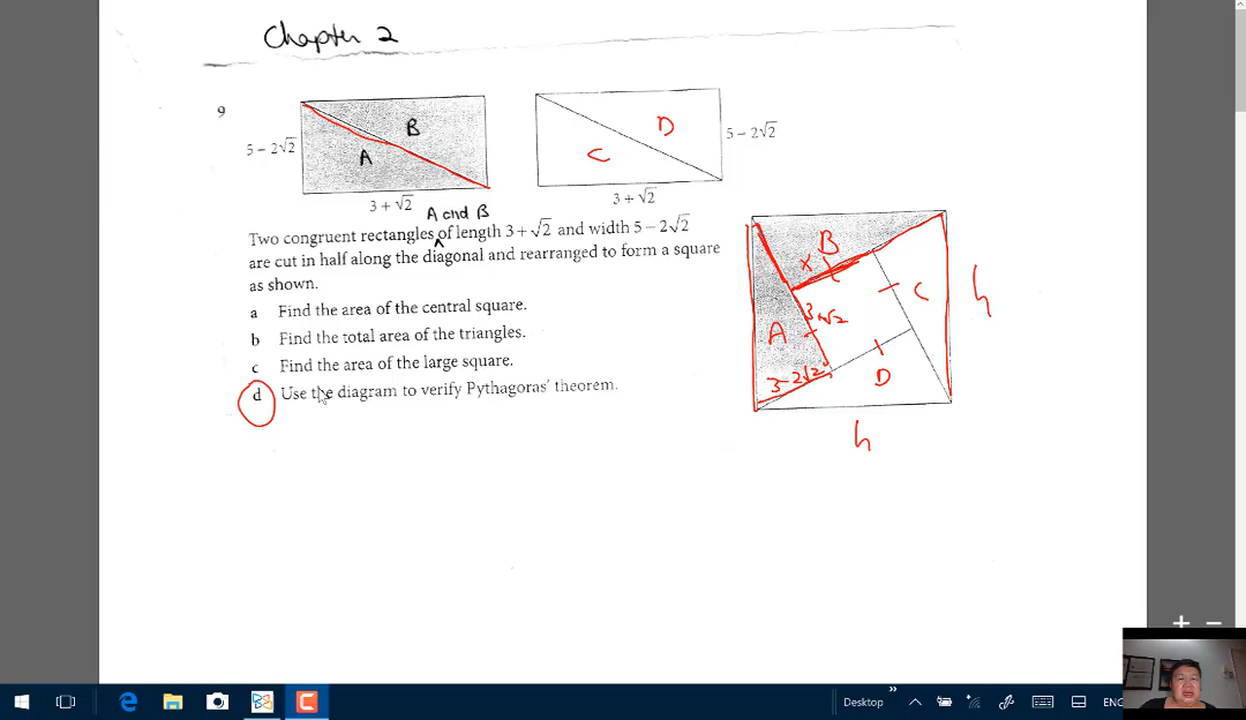 Chapter 2
9
5 − 2√2
B
A
3 + √2
D
C
5 − 2√2
3 + √2
A and B
Two congruent rectangles of length 3 + √2 and width 5 − 2√2
are cut in half along the diagonal and rearranged to form a square
as shown.
a Find the area of the central square.
b Find the total area of the triangles.
c Find the area of the large square.
d Use the diagram to verify Pythagoras' theorem.
B
x
C
h
3+√2
A
3-2√2
D
h
Desktop
ENG